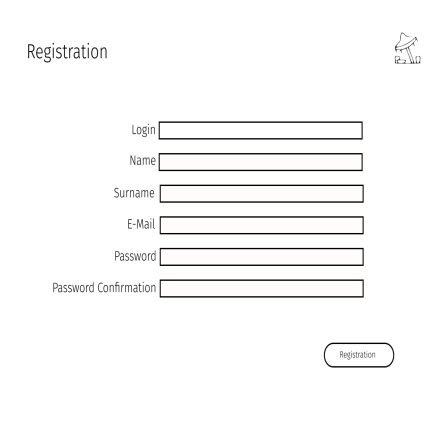 Registration
Login
Name
Surname
E-Mail
Password
Password Confirmation
Registration